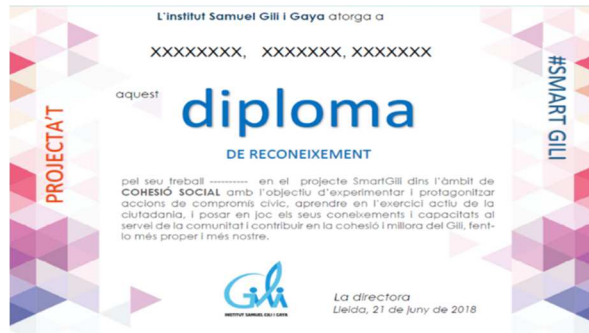 L'institut Samuel Gili i Gaya atorga a
XXXXXXXX, XXXXXXX, XXXXXXX
aquest
diploma
DE RECONEIXEMENT
pel seu treball ---------- en el projecte SmartGili dins l'àmbit de
COHESIÓ SOCIAL amb l'objectiu d'experimentar i protagonitzar
accions de compromís cívic, aprendre en l'exercici actiu de la
ciutadania, i posar en joc els seus coneixements i capacitats al
servei de la comunitat i contribuir en la cohesió i millora del Gili, fent-
lo més proper i més nostre.
Gili
INSTITUT SAMUEL GILI I GAYA
La directora
Lleida, 21 de juny de 2018
PROJECTA'T
#SMART GILI